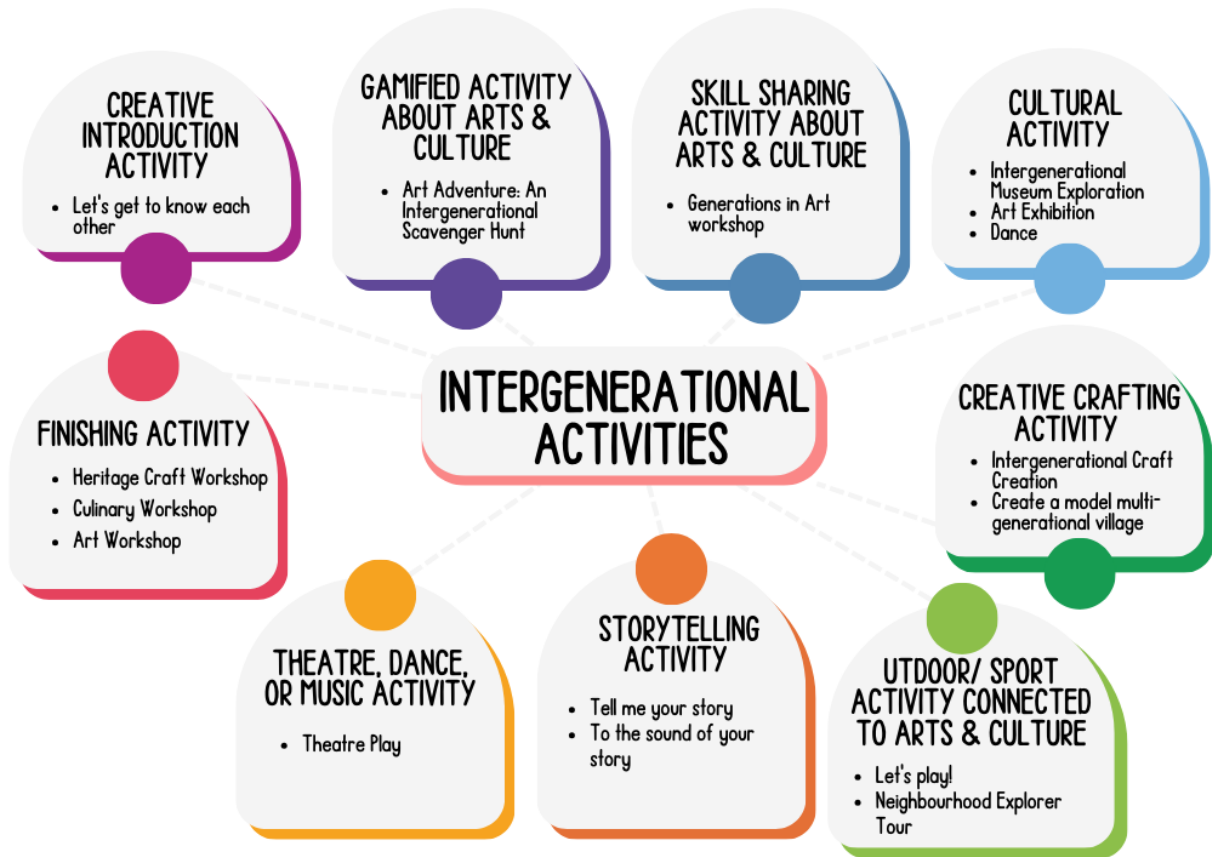 CREATIVE
INTRODUCTION
ACTIVITY
• Let's get to know each
other
GAMIFIED ACTIVITY
ABOUT ARTS &
CULTURE
• Art Adventure: An
Intergenerational
Scavenger Hunt
SKILL SHARING
ACTIVITY ABOUT
ARTS & CULTURE
• Generations in Art
workshop
CULTURAL
ACTIVITY
• Intergenerational
Museum Exploration
• Art Exhibition
• Dance
INTERGENERATIONAL
ACTIVITIES
FINISHING ACTIVITY
• Heritage Craft Workshop
• Culinary Workshop
• Art Workshop
CREATIVE CRAFTING
ACTIVITY
• Intergenerational Craft
Creation
• Create a model multi-
generational village
THEATRE, DANCE,
OR MUSIC ACTIVITY
• Theatre Play
STORYTELLING
ACTIVITY
• Tell me your story
• To the sound of your
story
UTDOOR/ SPORT
ACTIVITY CONNECTED
TO ARTS & CULTURE
• Let's play!
• Neighbourhood Explorer
Tour